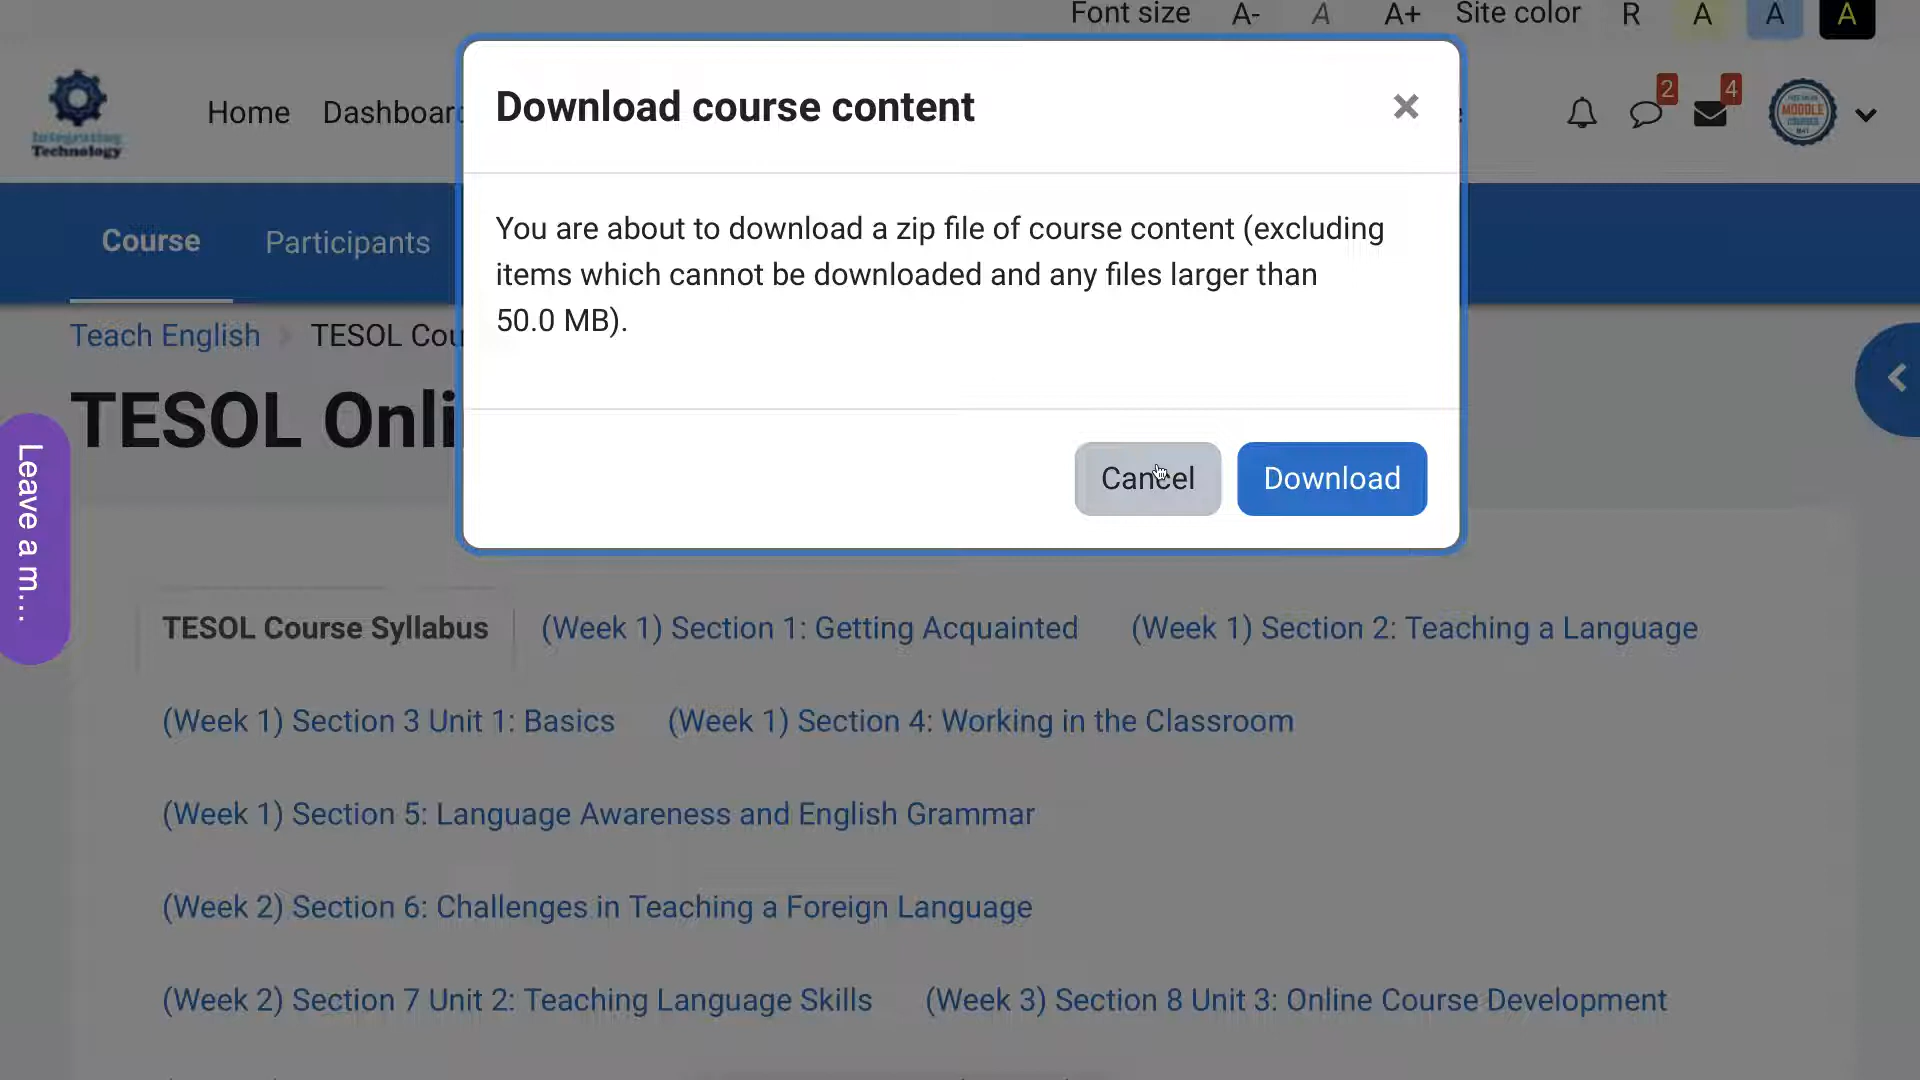 Font size A- A A+ Site color R A A A
Download course content ×
Integrating
Technology
Home Dashboar
2 4
MOODLE
You are about to download a zip file of course content (excluding
items which cannot be downloaded and any files larger than
50.0 MB).
Course Participants
Teach English TESOL Cou
TESOL Onli
Leave a m...
Cancel Download
TESOL Course Syllabus (Week 1) Section 1: Getting Acquainted (Week 1) Section 2: Teaching a Language
(Week 1) Section 3 Unit 1: Basics (Week 1) Section 4: Working in the Classroom
(Week 1) Section 5: Language Awareness and English Grammar
(Week 2) Section 6: Challenges in Teaching a Foreign Language
(Week 2) Section 7 Unit 2: Teaching Language Skills (Week 3) Section 8 Unit 3: Online Course Development